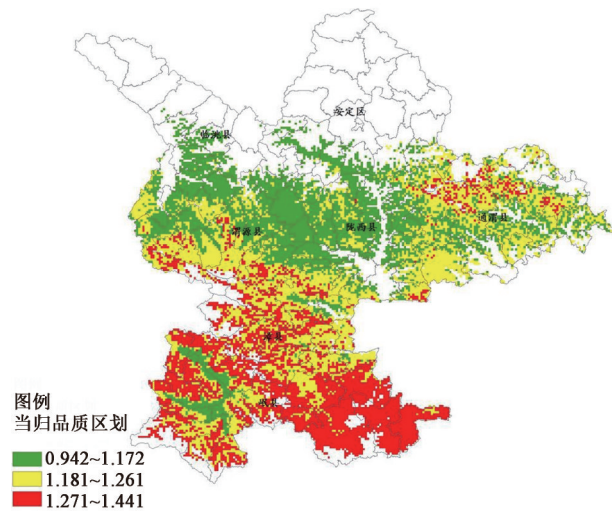 安定区
临洮县
通渭县
陇西县
渭源县
漳县
岷县
图例
当归品质区划
0.942~1.172
1.181~1.261
1.271~1.441